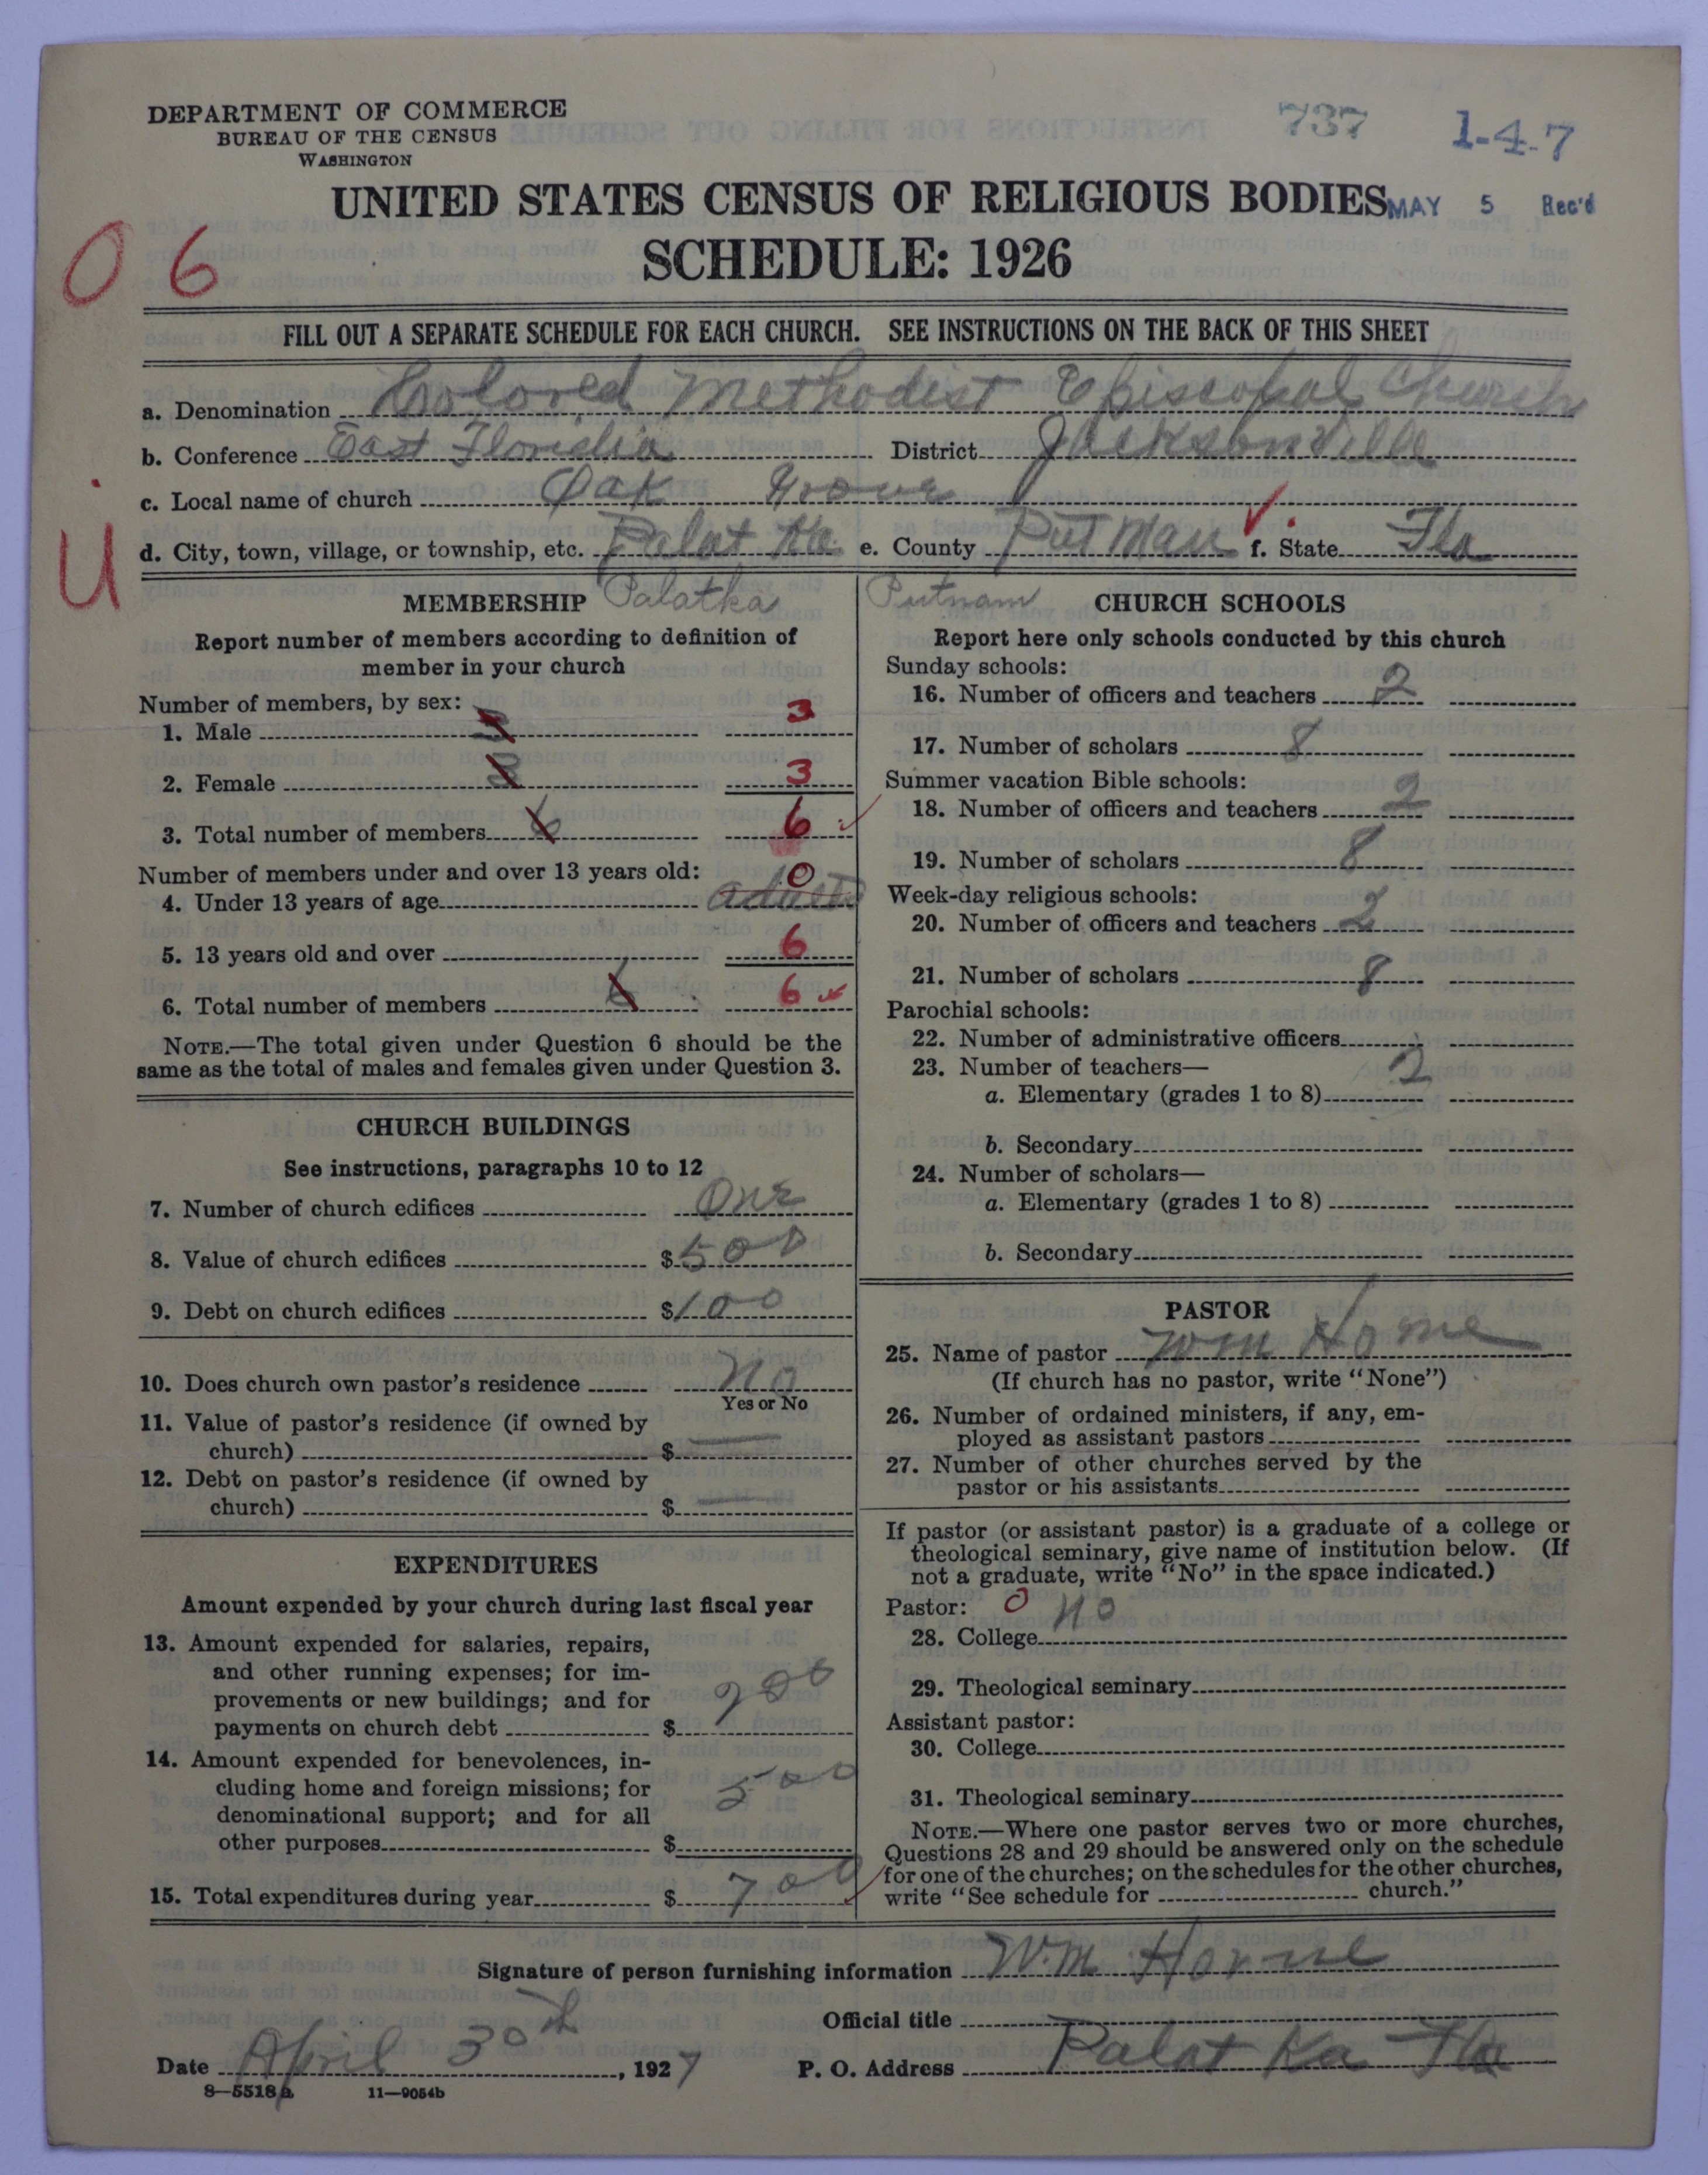 DEPARTMENT OF COMMERCE
BUREAU OF THE CENSUS
WASHINGTON
737
1-4-7
UNITED STATES CENSUS OF RELIGIOUS BODIES
MAY 5 Rec'd
SCHEDULE: 1926
06
FILL OUT A SEPARATE SCHEDULE FOR EACH CHURCH. SEE INSTRUCTIONS ON THE BACK OF THIS SHEET
a. Denomination Colored Methodist Episcopal Church
b. Conference East Florida District Jacksonville
c. Local name of church Oak Grove
U
d. City, town, village, or township, etc. Palat Ka e. County Put Man f. State Fla
Palatka Putnam
MEMBERSHIP
Report number of members according to definition of
member in your church
Number of members, by sex:
1. Male 3 3
2. Female 3 3
3. Total number of members 6 6
Number of members under and over 13 years old:
4. Under 13 years of age adults 0
5. 13 years old and over 6
6. Total number of members 6 6
NOTE.—The total given under Question 6 should be the
same as the total of males and females given under Question 3.
CHURCH BUILDINGS
See instructions, paragraphs 10 to 12
7. Number of church edifices One
8. Value of church edifices $500
9. Debt on church edifices $100
10. Does church own pastor's residence No
Yes or No
11. Value of pastor's residence (if owned by
church) $ —
12. Debt on pastor's residence (if owned by
church) $ —
EXPENDITURES
Amount expended by your church during last fiscal year
13. Amount expended for salaries, repairs,
and other running expenses; for im-
provements or new buildings; and for
payments on church debt $ 200
14. Amount expended for benevolences, in-
cluding home and foreign missions; for
denominational support; and for all
other purposes $ 500
15. Total expenditures during year $ 700
CHURCH SCHOOLS
Report here only schools conducted by this church
Sunday schools:
16. Number of officers and teachers 2
17. Number of scholars 8
Summer vacation Bible schools:
18. Number of officers and teachers 2
19. Number of scholars 8
Week-day religious schools:
20. Number of officers and teachers 2
21. Number of scholars 8
Parochial schools:
22. Number of administrative officers
23. Number of teachers— 2
a. Elementary (grades 1 to 8)
b. Secondary
24. Number of scholars—
a. Elementary (grades 1 to 8)
b. Secondary
PASTOR
25. Name of pastor Wm Horne
(If church has no pastor, write "None")
26. Number of ordained ministers, if any, em-
ployed as assistant pastors
27. Number of other churches served by the
pastor or his assistants
If pastor (or assistant pastor) is a graduate of a college or
theological seminary, give name of institution below. (If
not a graduate, write "No" in the space indicated.)
Pastor: 0 No
28. College
29. Theological seminary
Assistant pastor:
30. College
31. Theological seminary
NOTE.—Where one pastor serves two or more churches,
Questions 28 and 29 should be answered only on the schedule
for one of the churches; on the schedules for the other churches,
write "See schedule for church."
Signature of person furnishing information W.m Horne
Official title
Date April 30th, 1927 P. O. Address Palat Ka Fla
8—5518a 11—9054b